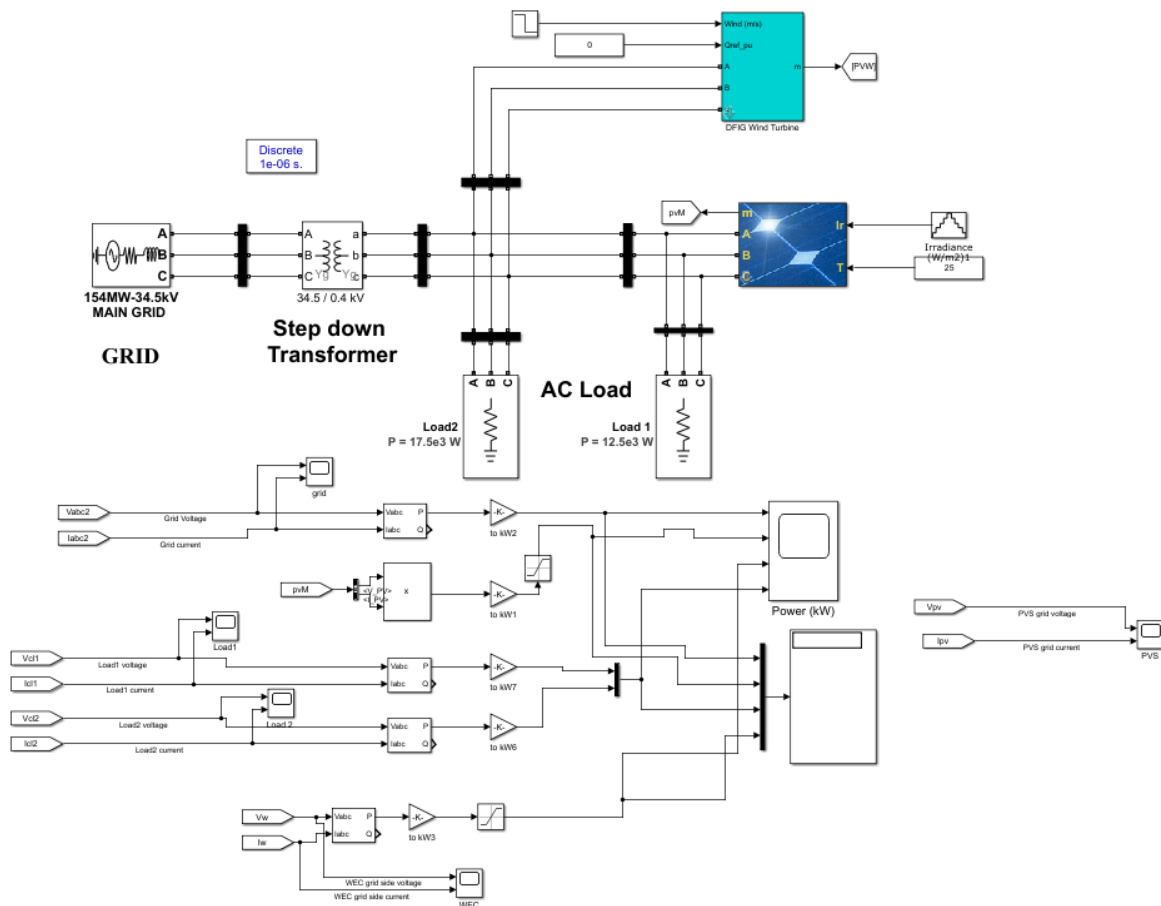 Wind (m/s)
0
Qref_pu
A
m
[PVW]
B
DFIG Wind Turbine
Discrete
1e-06 s.
pvM
m
Ir
A
A
A
a
A
B
B
B
b
B
Irradiance
(W/m2)1
C
C
C
c
C
T
25
Yg
Yg
154MW-34.5kV
MAIN GRID
34.5 / 0.4 kV
GRID
Step down
Transformer
AC Load
A
B
C
A
B
C
Load2
P = 17.5e3 W
Load 1
P = 12.5e3 W
grid
Vabc2
Grid Voltage
Vabc
P
-K-
Iabc2
Grid current
Iabc
Q
to kW2
pvM
x
-K-
to kW1
Power (kW)
Load1
Vcl1
Load1 voltage
Vabc
P
-K-
Icl1
Load1 current
Iabc
Q
to kW7
Load 2
Vcl2
Load2 voltage
Vabc
P
-K-
Icl2
Load2 current
Iabc
Q
to kW6
Vpv
PVS grid voltage
Ipv
PVS grid current
PVS
Vw
Vabc
P
-K-
Iw
Iabc
Q
to kW3
WEC grid side voltage
WEC grid side current
WEC